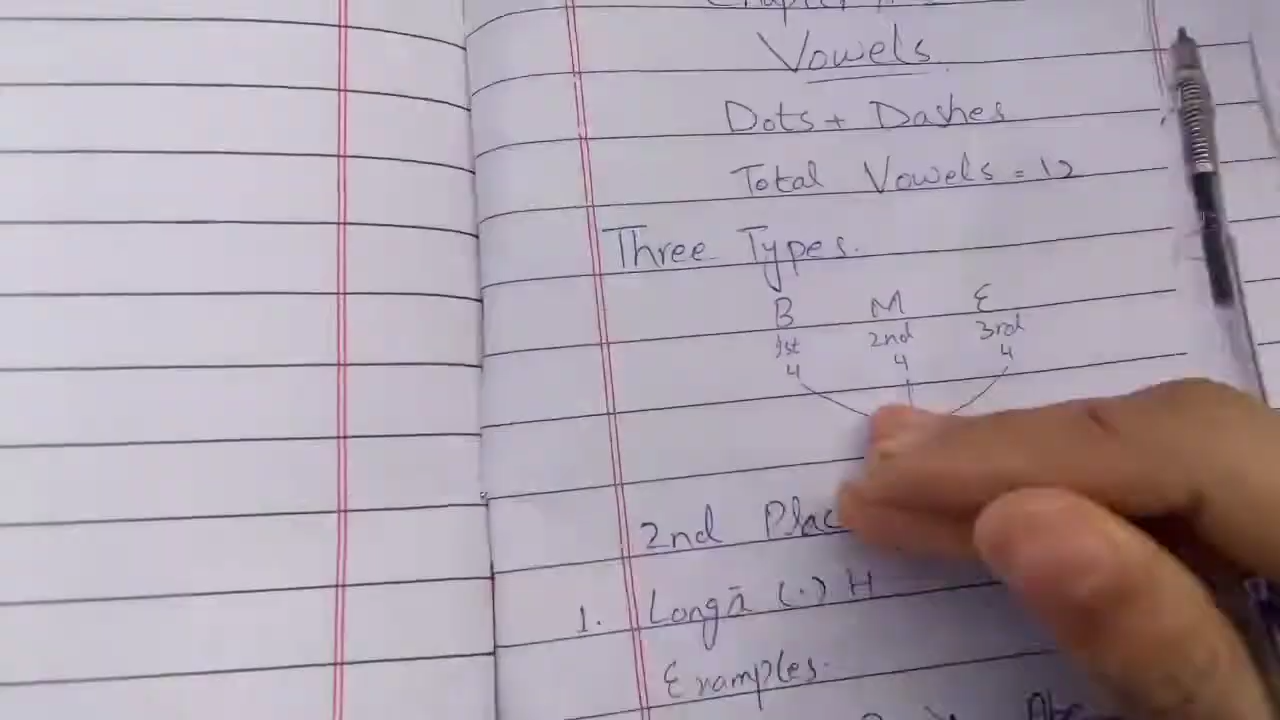 Vowels
Dots + Dashes
Total Vowels = 12
Three Types.
B M E
1st 2nd 3rd
4 4 4
2nd Plac
1. Long ā (.) H
Examples.